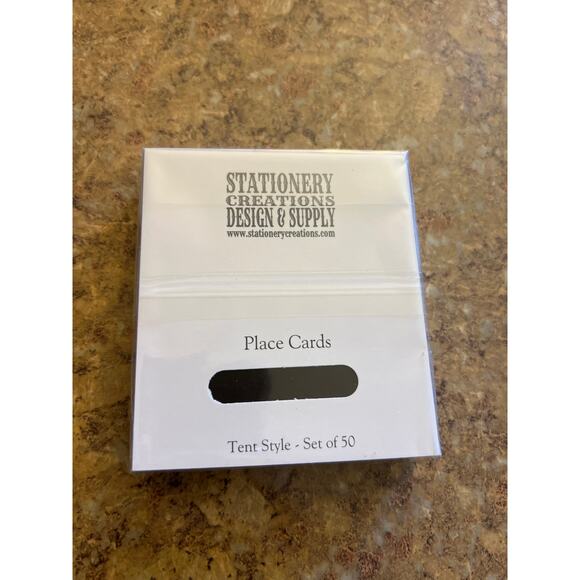 STATIONERY
CREATIONS
DESIGN & SUPPLY
www.stationerycreations.com
Place Cards
Tent Style - Set of 50